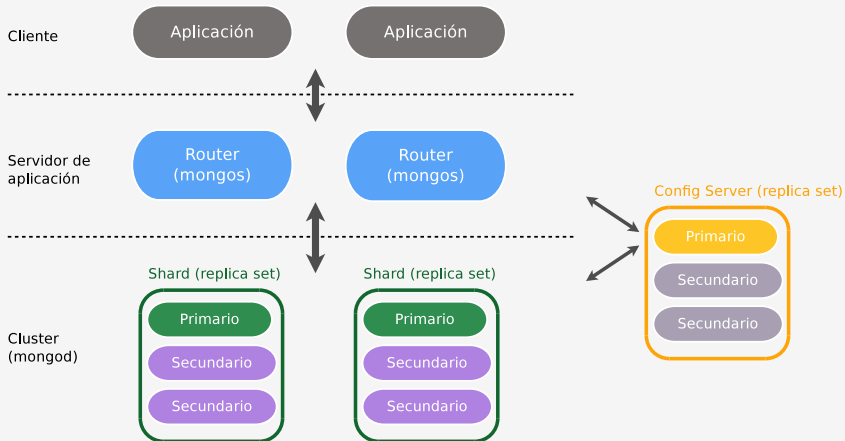 Cliente
Aplicación
Aplicación
Servidor de
aplicación
Router
(mongos)
Router
(mongos)
Config Server (replica set)
Primario
Secundario
Secundario
Cluster
(mongod)
Shard (replica set)
Primario
Secundario
Secundario
Shard (replica set)
Primario
Secundario
Secundario